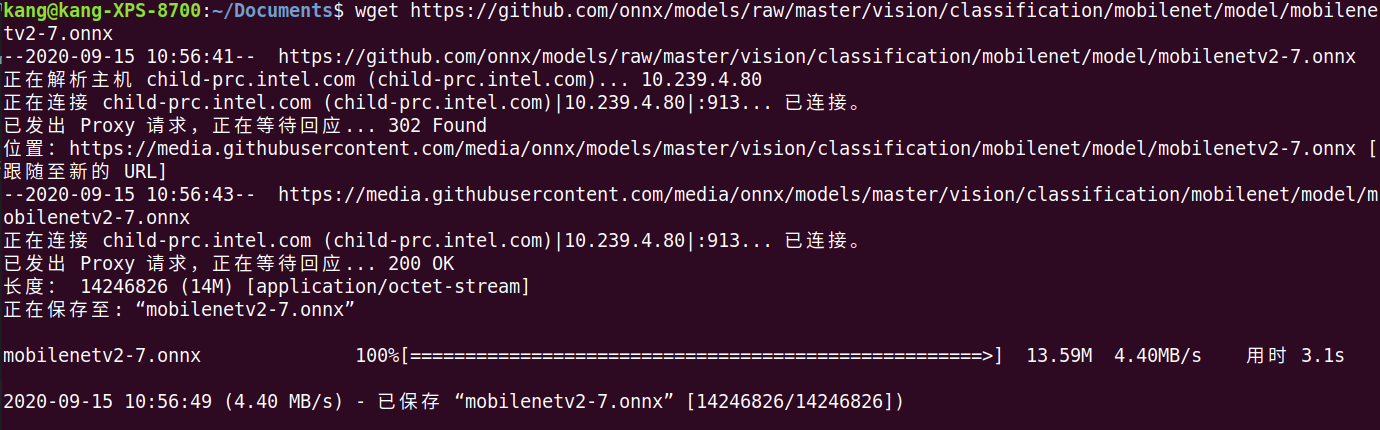 kang@kang-XPS-8700:~/Documents$ wget https://github.com/onnx/models/raw/master/vision/classification/mobilenet/model/mobilene
tv2-7.onnx
--2020-09-15 10:56:41--  https://github.com/onnx/models/raw/master/vision/classification/mobilenet/model/mobilenetv2-7.onnx
正在解析主机 child-prc.intel.com (child-prc.intel.com)... 10.239.4.80
正在连接 child-prc.intel.com (child-prc.intel.com)|10.239.4.80|:913... 已连接。
已发出 Proxy 请求，正在等待回应... 302 Found
位置：https://media.githubusercontent.com/media/onnx/models/master/vision/classification/mobilenet/model/mobilenetv2-7.onnx [
跟随至新的 URL]
--2020-09-15 10:56:43--  https://media.githubusercontent.com/media/onnx/models/master/vision/classification/mobilenet/model/m
obilenetv2-7.onnx
正在连接 child-prc.intel.com (child-prc.intel.com)|10.239.4.80|:913... 已连接。
已发出 Proxy 请求，正在等待回应... 200 OK
长度： 14246826 (14M) [application/octet-stream]
正在保存至: “mobilenetv2-7.onnx”
mobilenetv2-7.onnx 100%[====================================================>] 13.59M 4.40MB/s 用时 3.1s
2020-09-15 10:56:49 (4.40 MB/s) - 已保存 “mobilenetv2-7.onnx” [14246826/14246826])